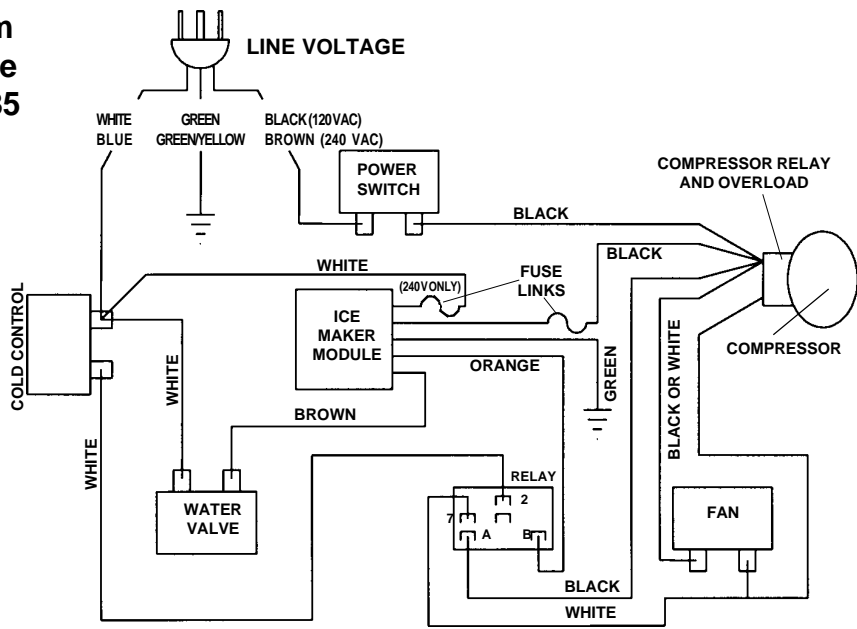 m
e
35
LINE VOLTAGE
WHITE
BLUE
GREEN
GREEN/YELLOW
BLACK (120VAC)
BROWN (240 VAC)
POWER
SWITCH
COMPRESSOR RELAY
AND OVERLOAD
BLACK
BLACK
WHITE
(240V ONLY)
FUSE
LINKS
COLD CONTROL
ICE
MAKER
MODULE
COMPRESSOR
ORANGE
GREEN
BLACK OR WHITE
WHITE
BROWN
WHITE
RELAY
2
7
A
B
WATER
VALVE
FAN
BLACK
WHITE